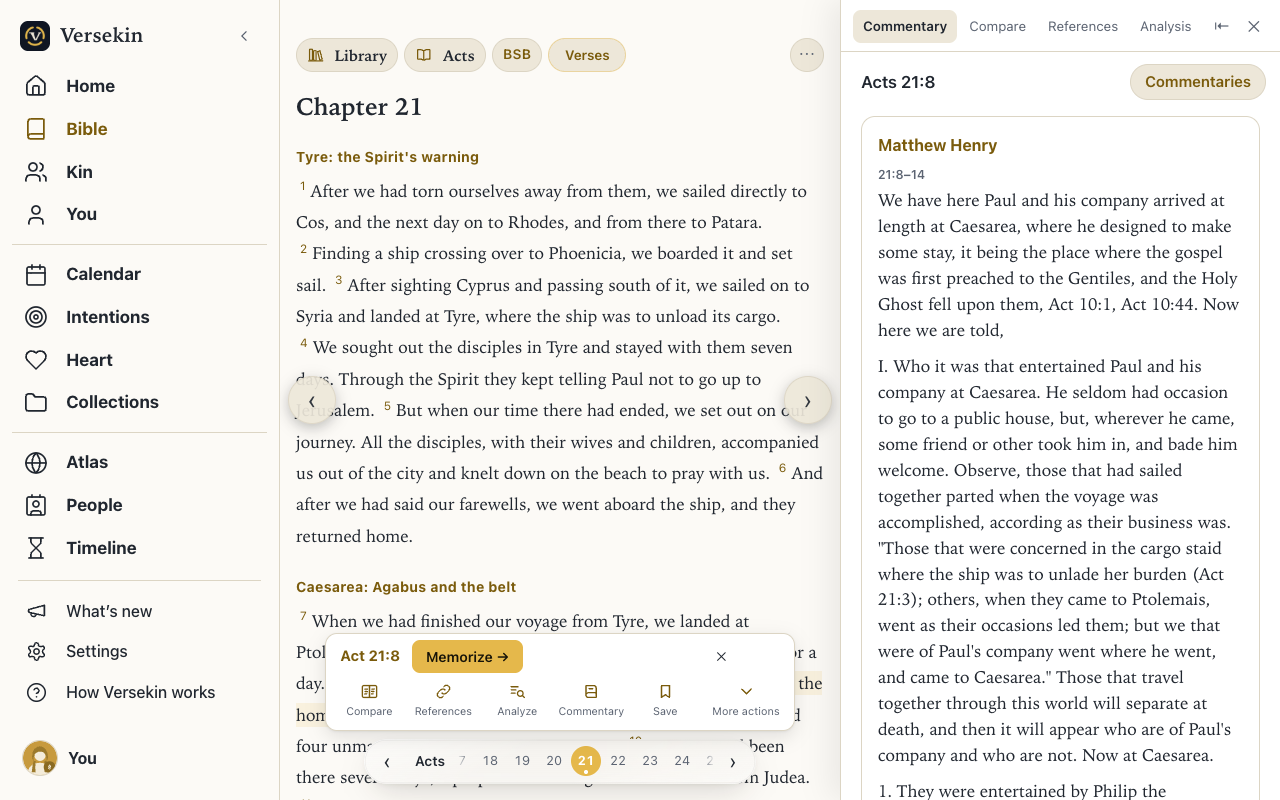 Versekin
Home
Bible
Kin
You
Calendar
Intentions
Heart
Collections
Atlas
People
Timeline
What's new
Settings
How Versekin works
You
Library
Acts
BSB
Verses
Chapter 21
Tyre: the Spirit's warning
1 After we had torn ourselves away from them, we sailed directly to
Cos, and the next day on to Rhodes, and from there to Patara.
2 Finding a ship crossing over to Phoenicia, we boarded it and set
sail. 3 After sighting Cyprus and passing south of it, we sailed on to
Syria and landed at Tyre, where the ship was to unload its cargo.
4 We sought out the disciples in Tyre and stayed with them seven
days. Through the Spirit they kept telling Paul not to go up to
Jerusalem. 5 But when our time there had ended, we set out on our
journey. All the disciples, with their wives and children, accompanied
us out of the city and knelt down on the beach to pray with us. 6 And
after we had said our farewells, we went aboard the ship, and they
returned home.
Caesarea: Agabus and the belt
7 When we had finished our voyage from Tyre, we landed at
a
day. the
four been
there in Judea.
Act 21:8
Memorize →
Compare
References
Analyze
Commentary
Save
More actions
‹ Acts 7 18 19 20 21 22 23 24 2 ›
Commentary
Compare
References
Analysis
Acts 21:8
Commentaries
Matthew Henry
21:8–14
We have here Paul and his company arrived at
length at Caesarea, where he designed to make
some stay, it being the place where the gospel
was first preached to the Gentiles, and the Holy
Ghost fell upon them, Act 10:1, Act 10:44. Now
here we are told,
I. Who it was that entertained Paul and his
company at Caesarea. He seldom had occasion
to go to a public house, but, wherever he came,
some friend or other took him in, and bade him
welcome. Observe, those that had sailed
together parted when the voyage was
accomplished, according as their business was.
"Those that were concerned in the cargo staid
where the ship was to unlade her burden (Act
21:3); others, when they came to Ptolemais,
went as their occasions led them; but we that
were of Paul's company went where he went,
and came to Caesarea." Those that travel
together through this world will separate at
death, and then it will appear who are of Paul's
company and who are not. Now at Caesarea.
1. They were entertained by Philip the